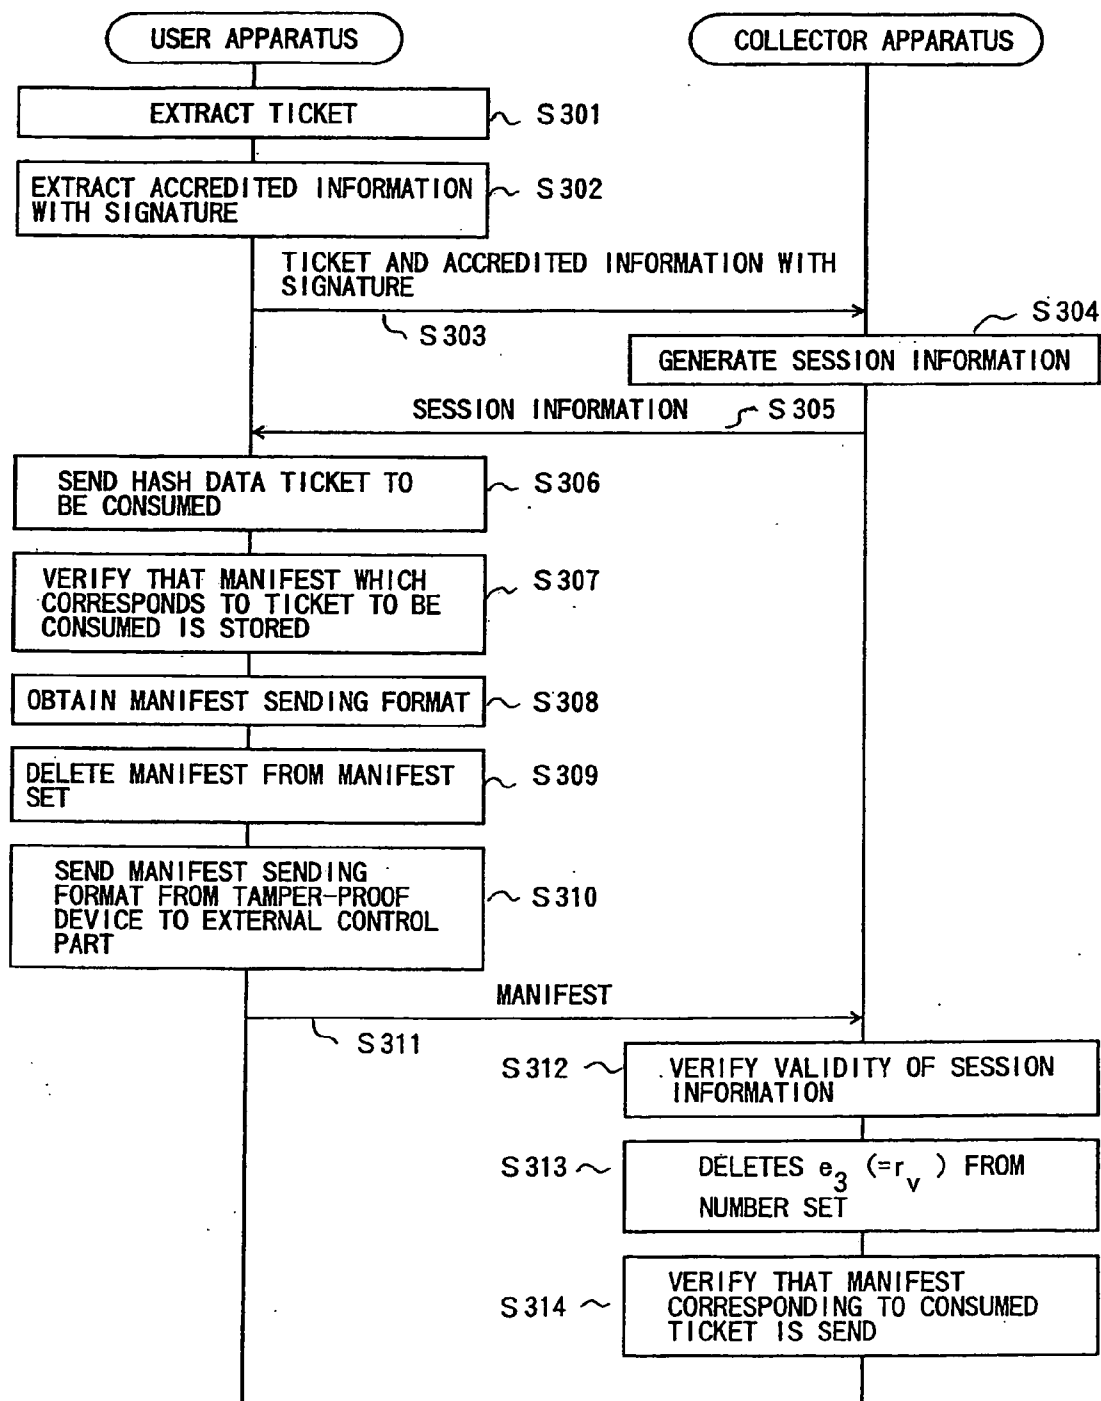 USER APPARATUS
COLLECTOR APPARATUS
EXTRACT TICKET
S301
EXTRACT ACCREDITED INFORMATION
WITH SIGNATURE
S302
TICKET AND ACCREDITED INFORMATION WITH
SIGNATURE
S303
S304
GENERATE SESSION INFORMATION
SESSION INFORMATION
S305
SEND HASH DATA TICKET TO
BE CONSUMED
S306
VERIFY THAT MANIFEST WHICH
CORRESPONDS TO TICKET TO BE
CONSUMED IS STORED
S307
OBTAIN MANIFEST SENDING FORMAT
S308
DELETE MANIFEST FROM MANIFEST
SET
S309
SEND MANIFEST SENDING
FORMAT FROM TAMPER-PROOF
DEVICE TO EXTERNAL CONTROL
PART
S310
MANIFEST
S311
S312
VERIFY VALIDITY OF SESSION
INFORMATION
S313
DELETES e3 (=rv) FROM
NUMBER SET
S314
VERIFY THAT MANIFEST
CORRESPONDING TO CONSUMED
TICKET IS SEND